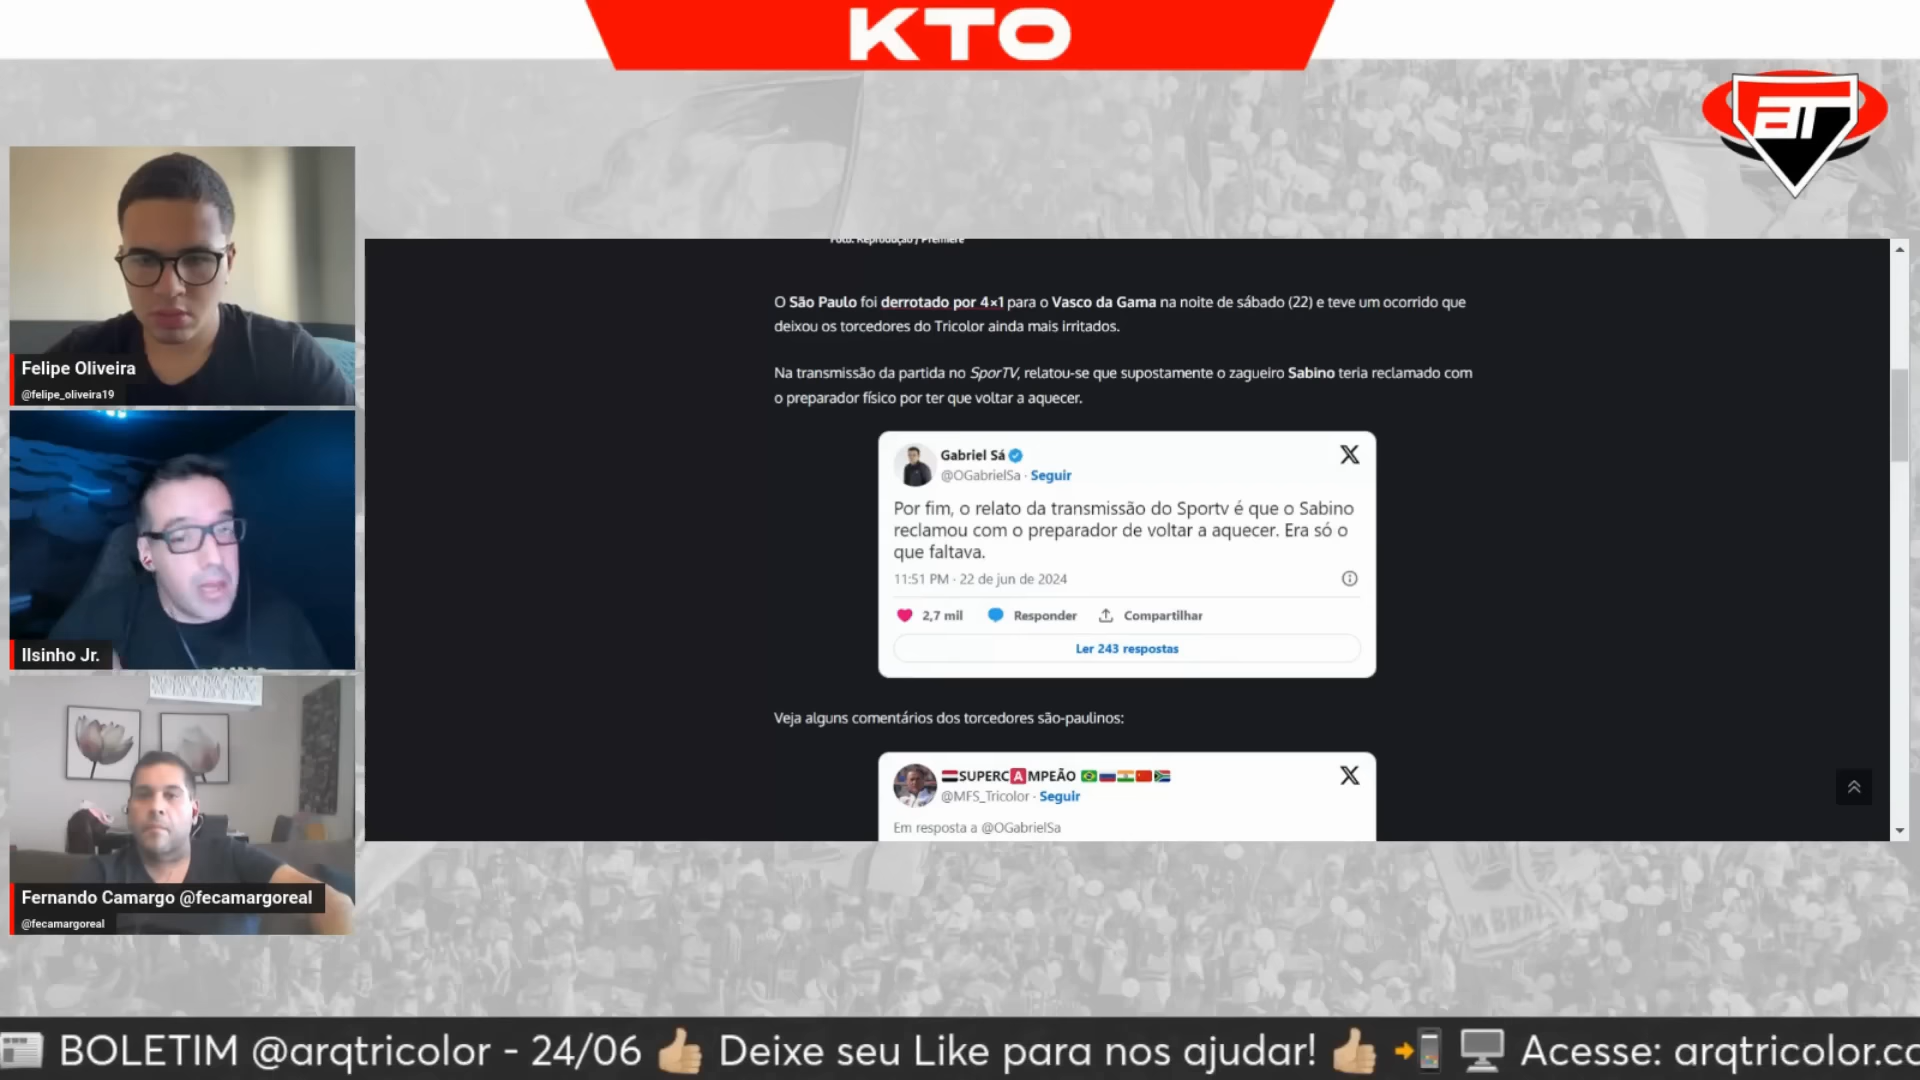 KTO
Felipe Oliveira
@felipe_oliveira19
Ilsinho Jr.
Fernando Camargo @fecamargoreal
@fecamargoreal
Foto: Reprodução / Premiere
O São Paulo foi derrotado por 4×1 para o Vasco da Gama na noite de sábado (22) e teve um ocorrido que
deixou os torcedores do Tricolor ainda mais irritados.
Na transmissão da partida no SporTV, relatou-se que supostamente o zagueiro Sabino teria reclamado com
o preparador físico por ter que voltar a aquecer.
Gabriel Sá
@OGabrielSa · Seguir
Por fim, o relato da transmissão do Sportv é que o Sabino
reclamou com o preparador de voltar a aquecer. Era só o
que faltava.
11:51 PM · 22 de jun de 2024
2,7 mil Responder Compartilhar
Ler 243 respostas
Veja alguns comentários dos torcedores são-paulinos:
SUPERC🅰MPEÃO
@MFS_Tricolor · Seguir
Em resposta a @OGabrielSa
BOLETIM @arqtricolor - 24/06 👍 Deixe seu Like para nos ajudar! 👍 Acesse: arqtricolor.co